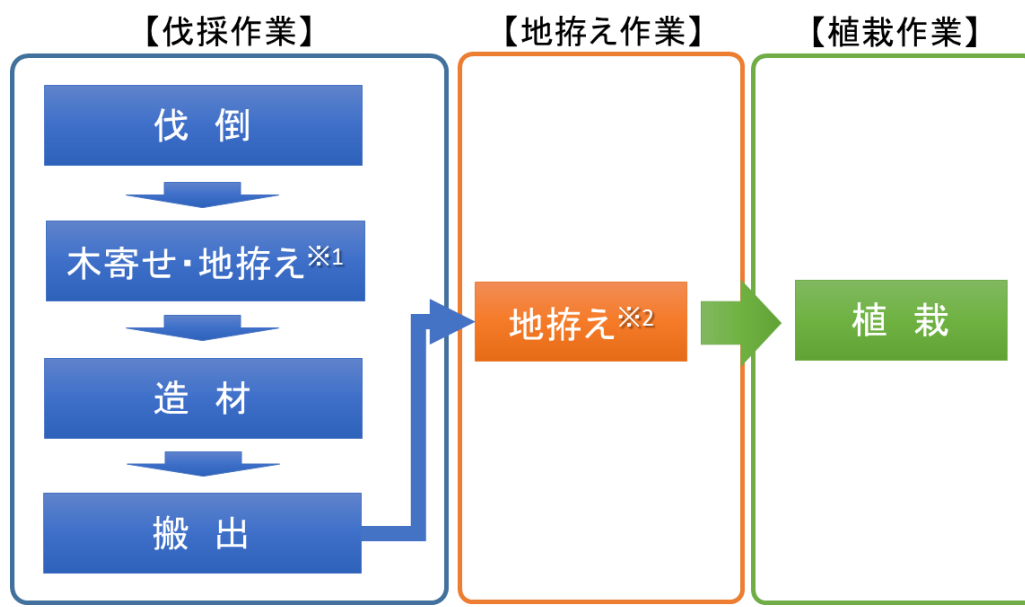 【伐採作業】
伐 倒
木寄せ・地拵え※1
造 材
搬 出
【地拵え作業】
地拵え※2
【植栽作業】
植 栽